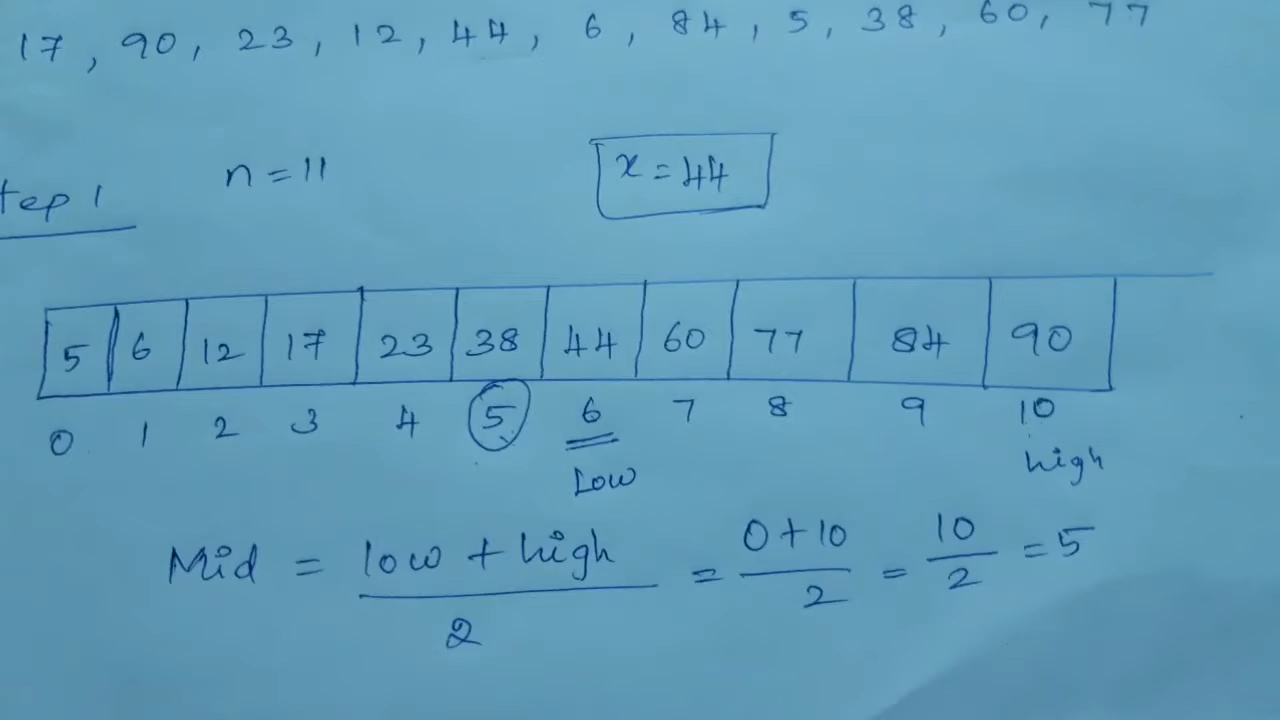 17, 90, 23, 12, 44, 6, 84, 5, 38, 60, 77
n = 11
x = 44
tep 1
5 6 12 17 23 38 44 60 77 84 90
0 1 2 3 4 5 6 7 8 9 10
Low high
Mid = low + high / 2 = 0 + 10 / 2 = 10 / 2 = 5